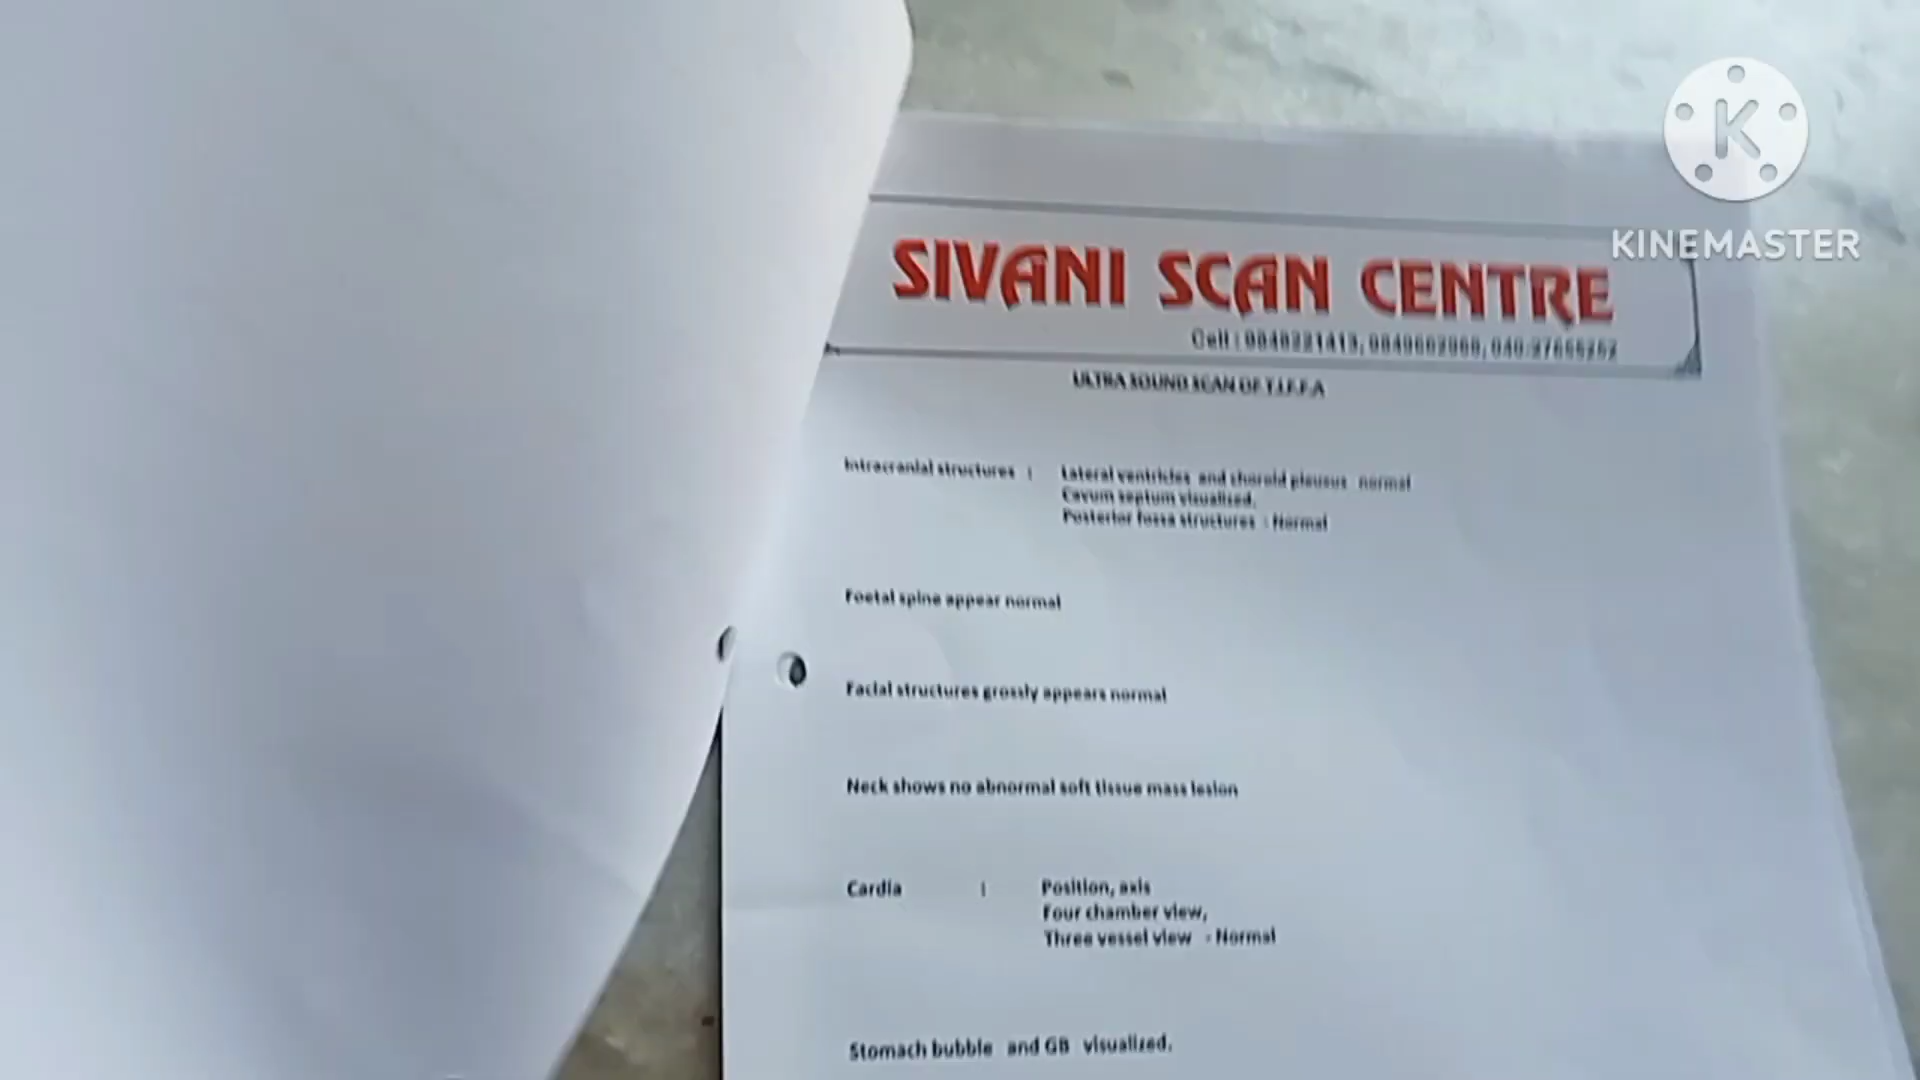 KINEMASTER
SIVANI SCAN CENTRE
Cell :
ULTRA SOUND SCAN OF T.I.F.F.A
Intracranial structures : Lateral ventricles and choroid plexues normal
Cavum septum visualized.
Posterior fossa structures - Normal
Foetal spine appear normal
Facial structures grossly appears normal
Neck shows no abnormal soft tissue mass lesion
Cardia : Position, axis
Four chamber view,
Three vessel view - Normal
Stomach bubble and GB visualized.